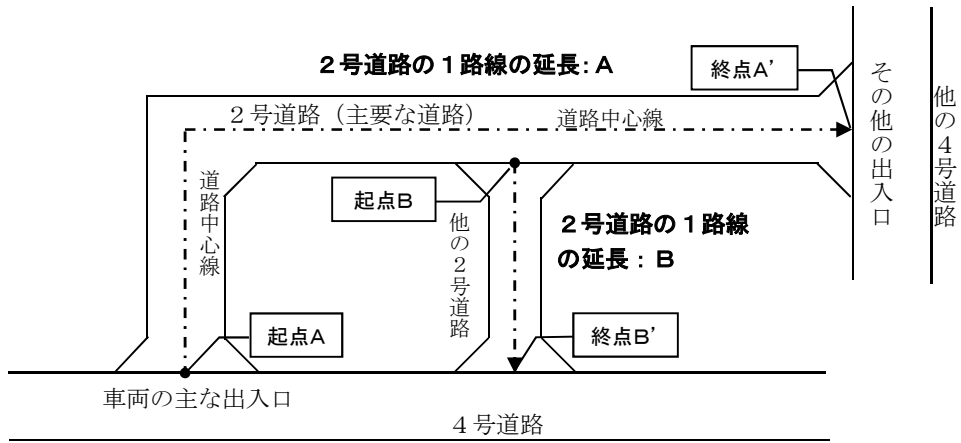 ２号道路の１路線の延長：Ａ
終点Ａ’
２号道路（主要な道路）
道路中心線
その他の出入口
他の４号道路
道路中心線
起点Ｂ
他の２号道路
２号道路の１路線
の延長：Ｂ
起点Ａ
終点Ｂ’
車両の主な出入口
４号道路